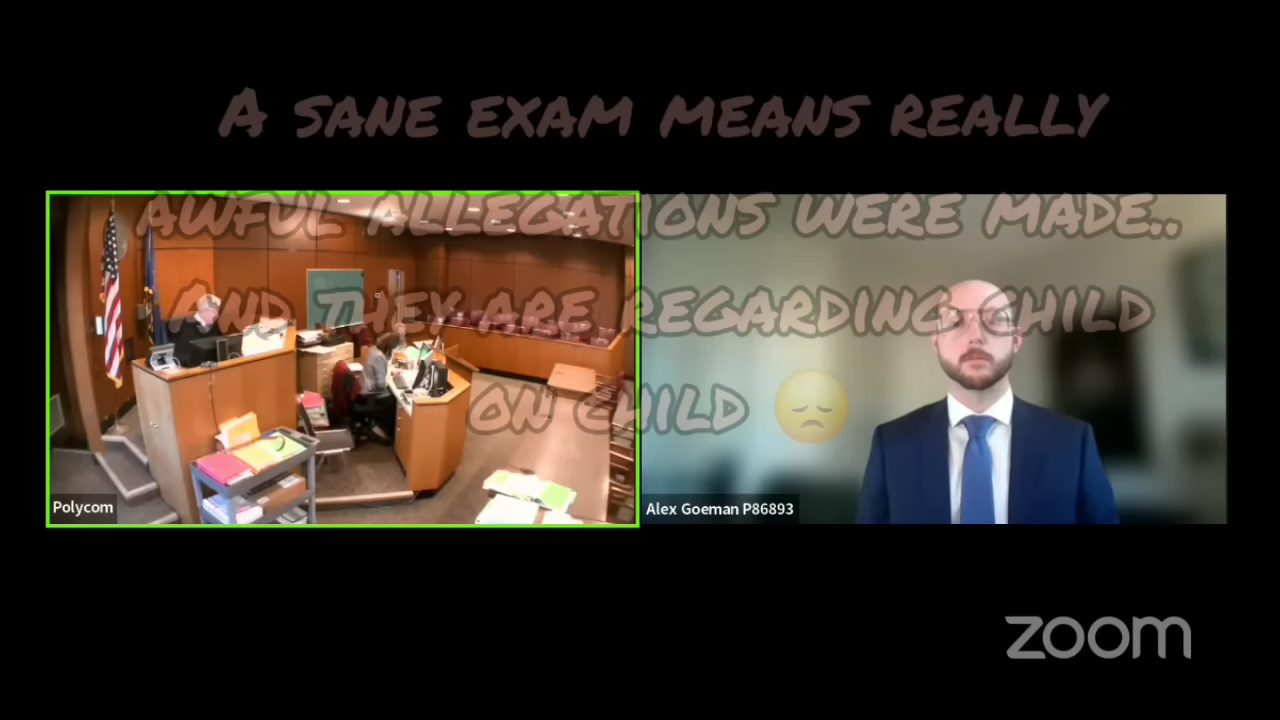 A SANE EXAM MEANS REALLY
AWFUL ALLEGATIONS WERE MADE..
AND THEY ARE REGARDING CHILD
ON CHILD 😞
Polycom
Alex Goeman P86893
zoom